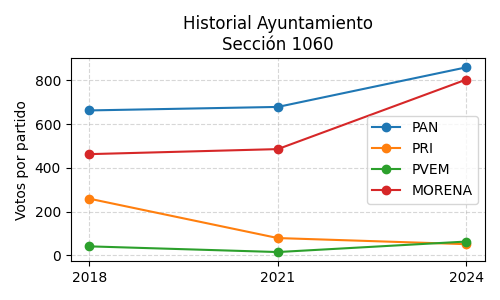 Historial Ayuntamiento
Sección 1060
Votos por partido
800
600
400
200
0
2018
2021
2024
PAN
PRI
PVEM
MORENA